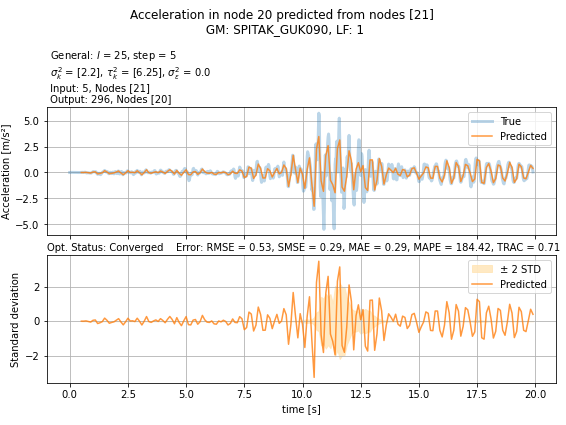 Acceleration in node 20 predicted from nodes [21]
GM: SPITAK_GUK090, LF: 1
General: l = 25, step = 5
σ²ₖ = [2.2], τ²ₖ = [6.25], σ²ε = 0.0
Input: 5, Nodes [21]
Output: 296, Nodes [20]
Acceleration [m/s²]
5.0
2.5
0.0
−2.5
−5.0
True
Predicted
Opt. Status: Converged Error: RMSE = 0.53, SMSE = 0.29, MAE = 0.29, MAPE = 184.42, TRAC = 0.71
Standard deviation
2
0
−2
± 2 STD
Predicted
0.0 2.5 5.0 7.5 10.0 12.5 15.0 17.5 20.0
time [s]